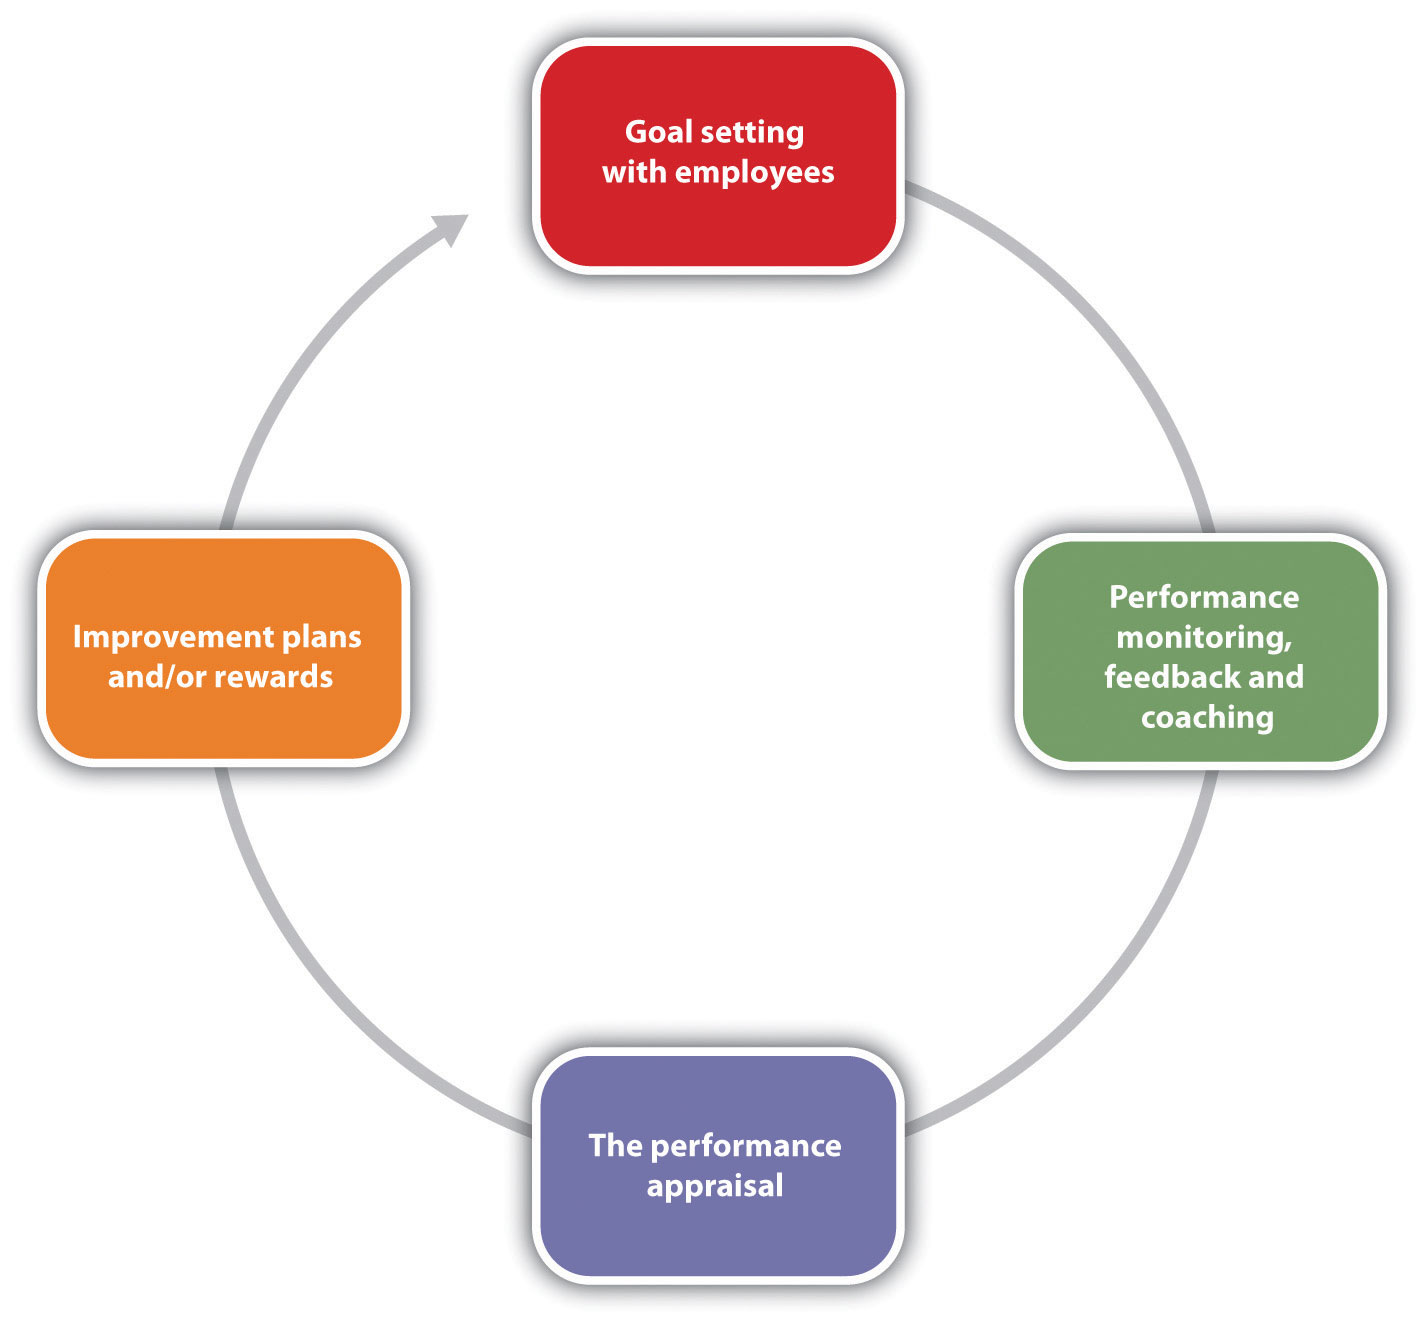 Goal setting
with employees
Performance
monitoring,
feedback and
coaching
The performance
appraisal
Improvement plans
and/or rewards